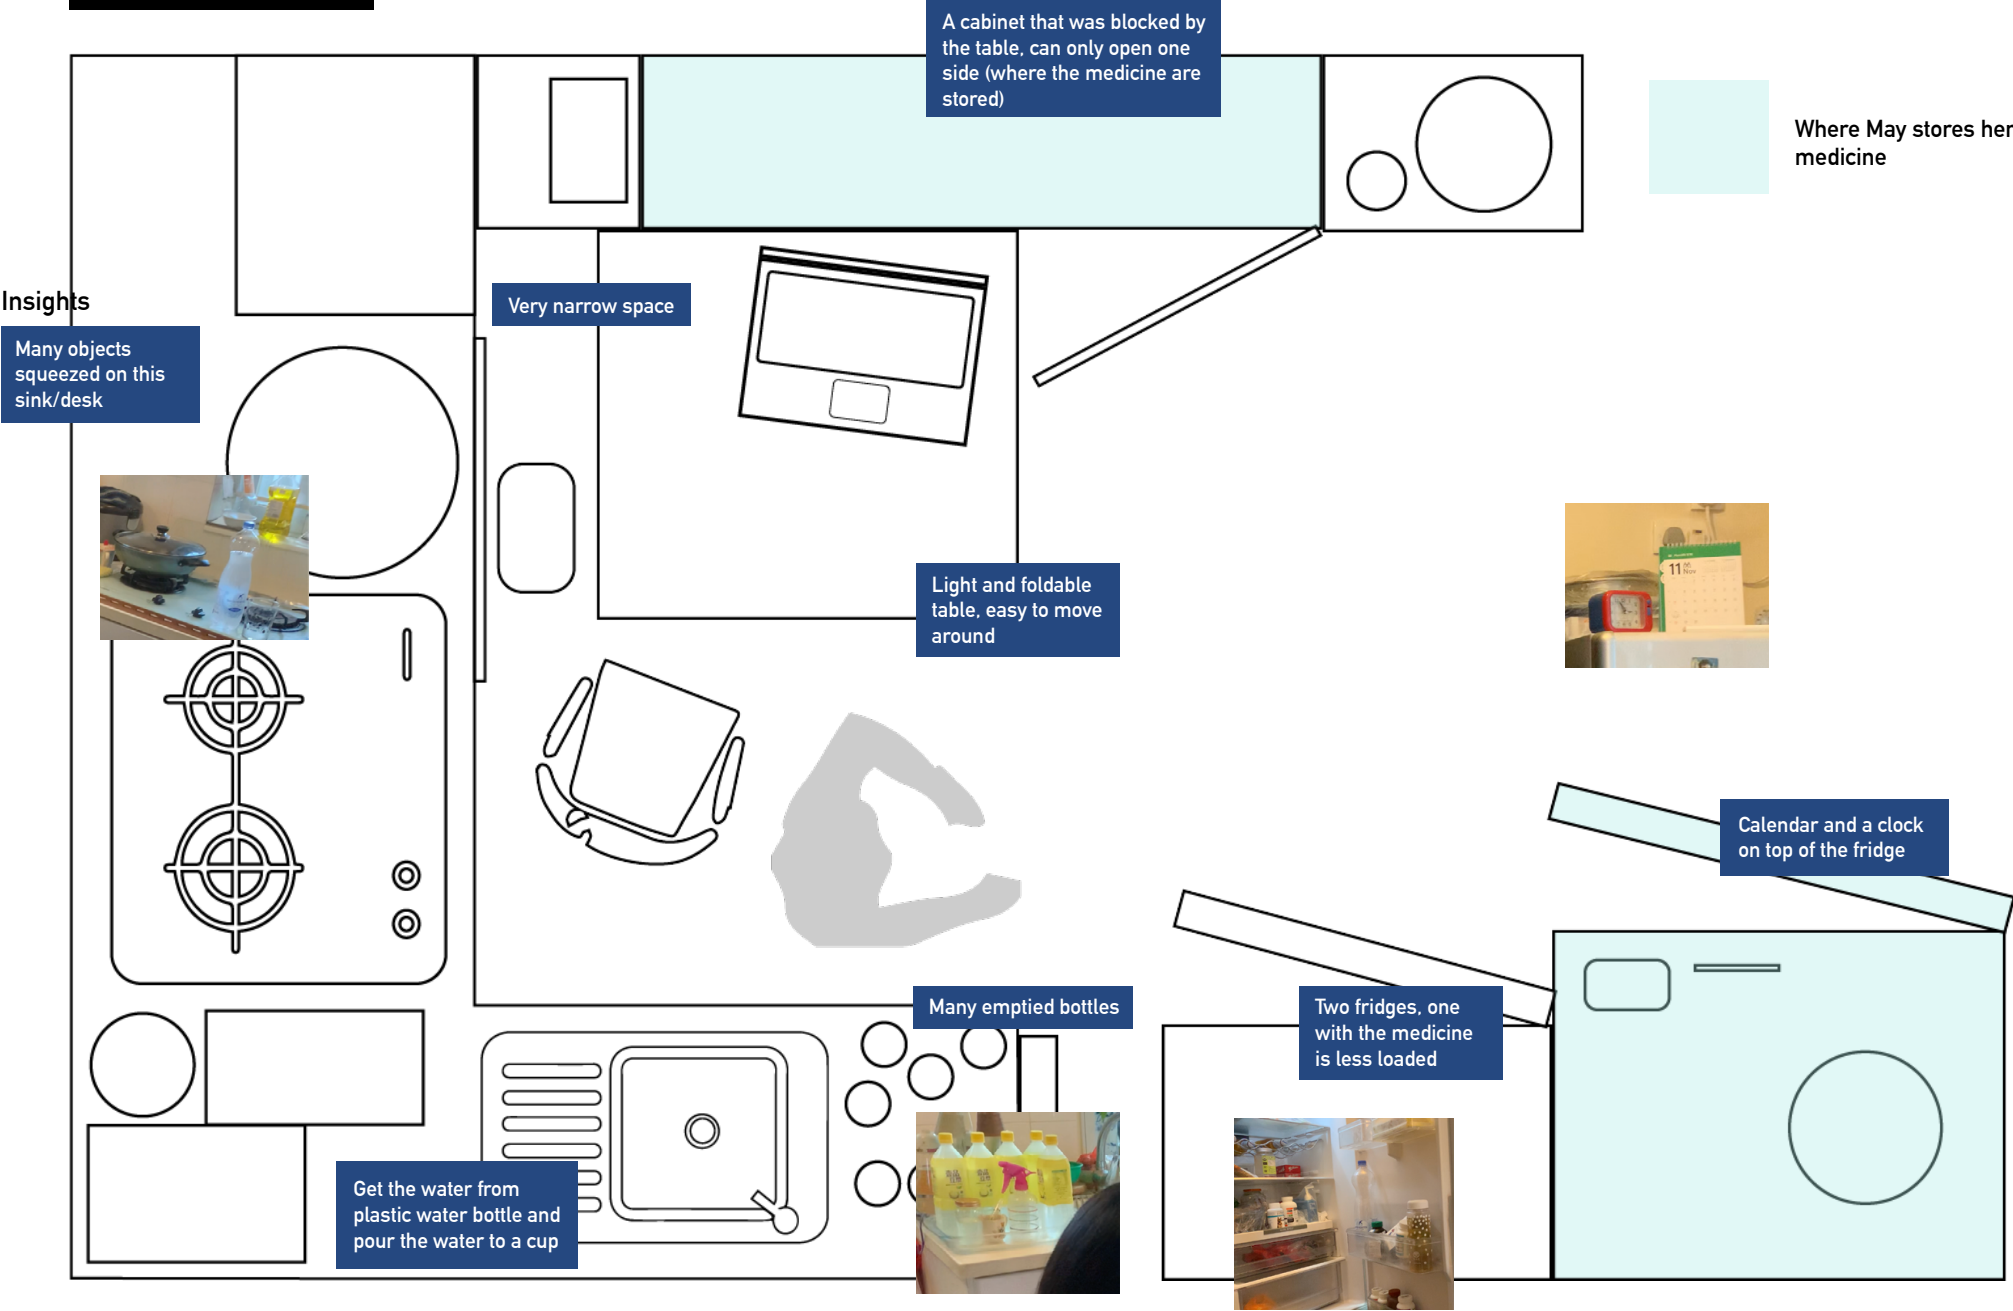 A cabinet that was blocked by
the table, can only open one
side (where the medicine are
stored)
Where May stores her
medicine
Insights
Many objects
squeezed on this
sink/desk
Very narrow space
Light and foldable
table, easy to move
around
11
Nov
Calendar and a clock
on top of the fridge
Many emptied bottles
Two fridges, one
with the medicine
is less loaded
Get the water from
plastic water bottle and
pour the water to a cup